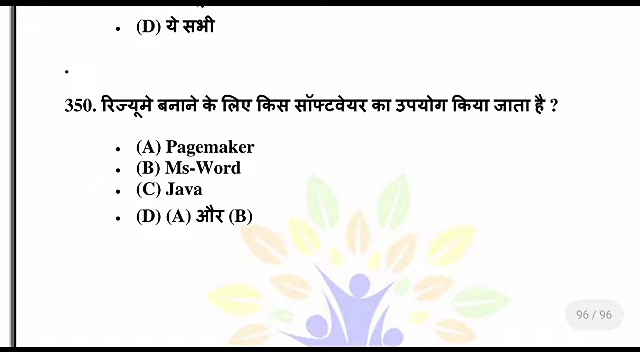 • (D) ये सभी
•
350. रिज्यूमे बनाने के लिए किस सॉफ्टवेयर का उपयोग किया जाता है ?
• (A) Pagemaker
• (B) Ms-Word
• (C) Java
• (D) (A) और (B)
96 / 96